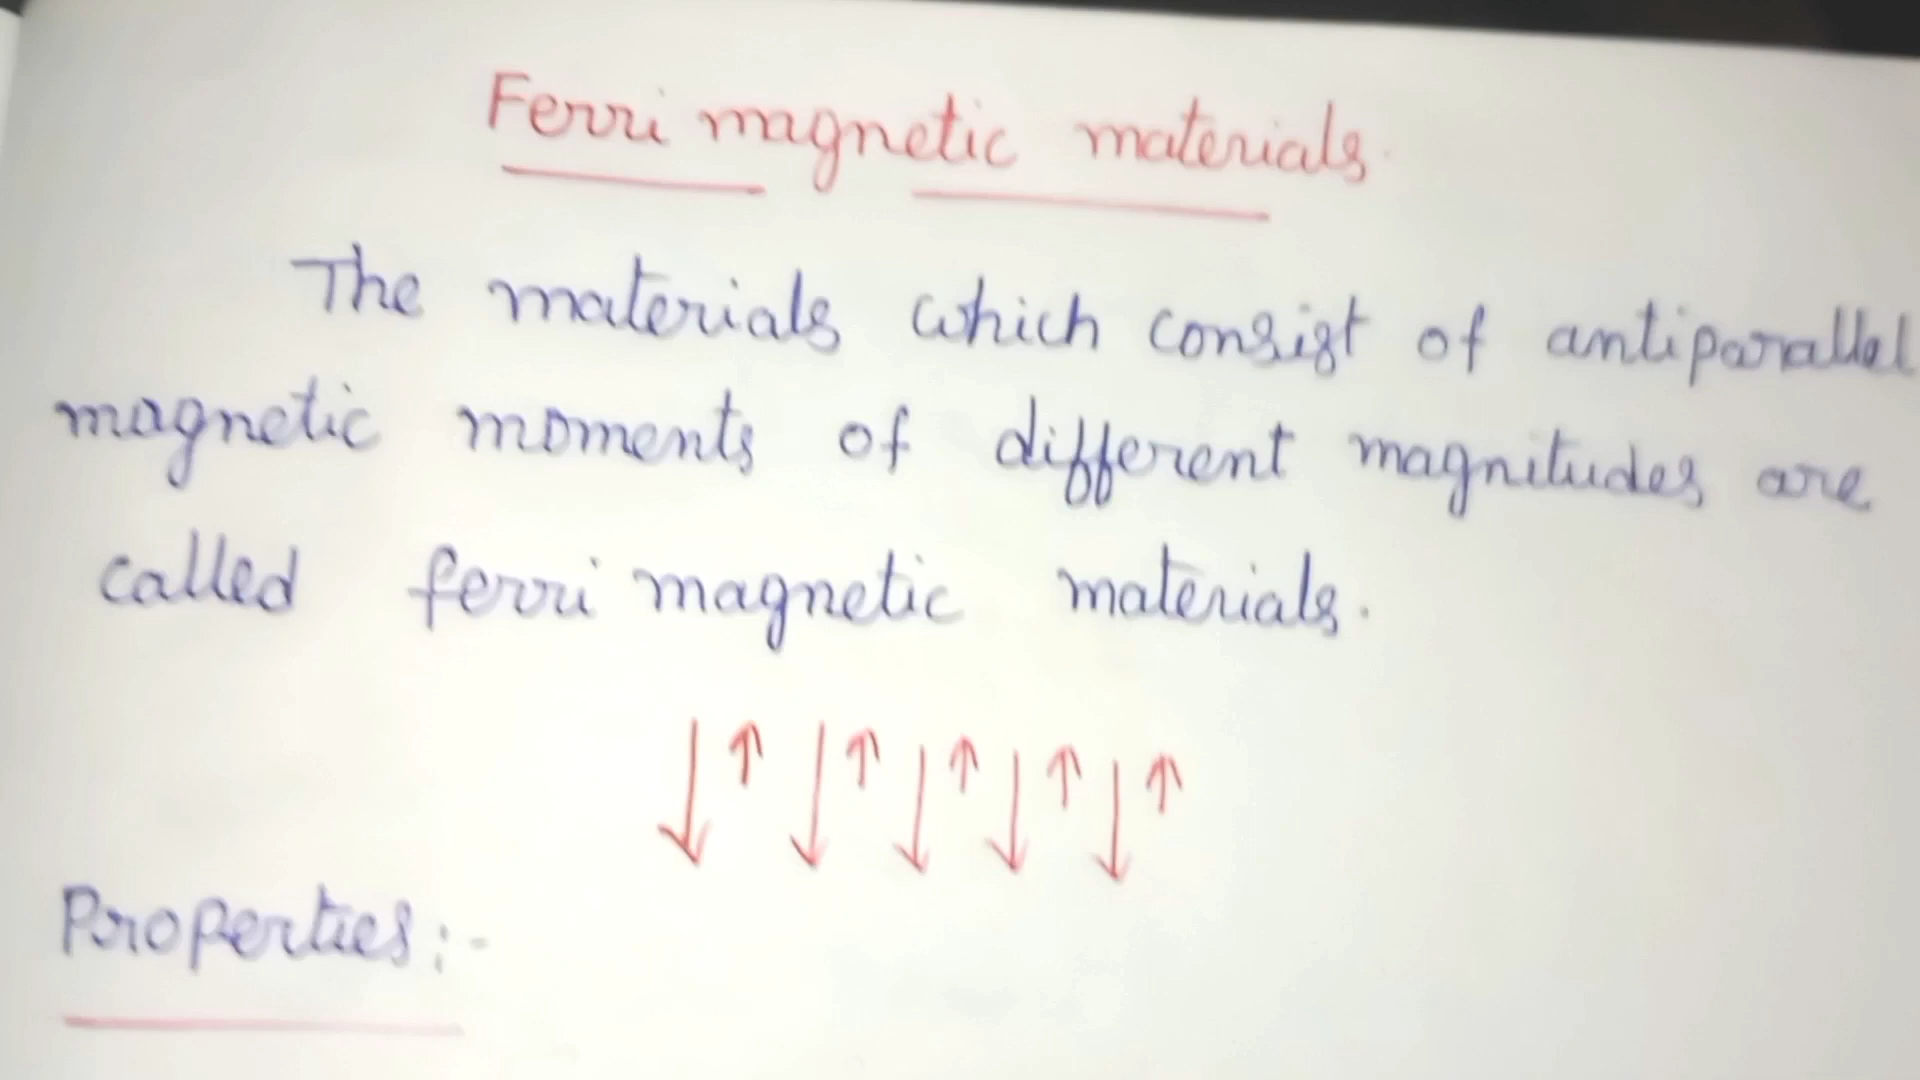 Ferri magnetic materials.
The materials which consist of antiparallel
magnetic moments of different magnitudes are
called ferri magnetic materials.
Properties:-